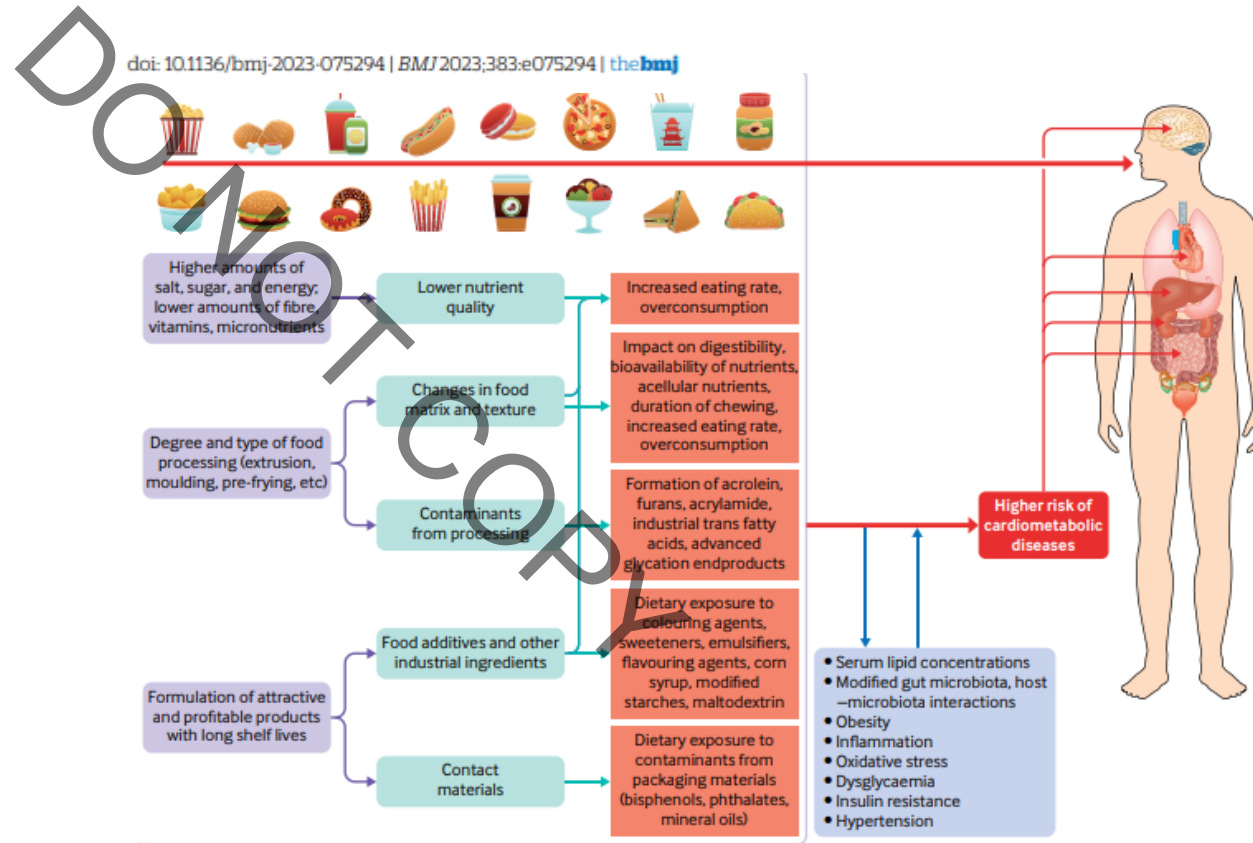 doi: 10.1136/bmj-2023-075294 | BMJ 2023;383:e075294 | thebmj
DO NOT COPY
Higher amounts of
salt, sugar, and energy;
lower amounts of fibre,
vitamins, micronutrients
Lower nutrient
quality
Increased eating rate,
overconsumption
Degree and type of food
processing (extrusion,
moulding, pre-frying, etc)
Changes in food
matrix and texture
Impact on digestibility,
bioavailability of nutrients,
acellular nutrients,
duration of chewing,
increased eating rate,
overconsumption
Contaminants
from processing
Formation of acrolein,
furans, acrylamide,
industrial trans fatty
acids, advanced
glycation endproducts
Formulation of attractive
and profitable products
with long shelf lives
Food additives and other
industrial ingredients
Dietary exposure to
colouring agents,
sweeteners, emulsifiers,
flavouring agents, corn
syrup, modified
starches, maltodextrin
Contact
materials
Dietary exposure to
contaminants from
packaging materials
(bisphenols, phthalates,
mineral oils)
Higher risk of
cardiometabolic
diseases
• Serum lipid concentrations
• Modified gut microbiota, host
–microbiota interactions
• Obesity
• Inflammation
• Oxidative stress
• Dysglycaemia
• Insulin resistance
• Hypertension